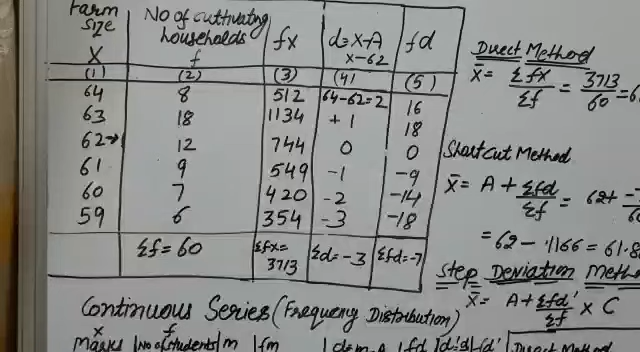 Farm Size X | No of cultivating households f | fx | d=x-A x-62 | fd
(1) | (2) | (3) | (4) | (5)
64 | 8 | 512 | 64-62=2 | 16
63 | 18 | 1134 | +1 | 18
62→ | 12 | 744 | 0 | 0
61 | 9 | 549 | -1 | -9
60 | 7 | 420 | -2 | -14
59 | 6 | 354 | -3 | -18
Σf=60 | Σfx= 3713 | Σd=-3 | Σfd=-7
Direct Method
x̄ = Σfx/Σf = 3713/60 = 6
Shortcut Method
x̄ = A + Σfd/Σf = 62+ -
= 62 - .1166 = 61.8
Step Deviation Metho
x̄ = A + Σfd'/Σf × C
Continuous Series (Frequency Distribution)
x | f
Marks | No of students | m | fm | d=m-A | fd | d' | fd' | Direct Method